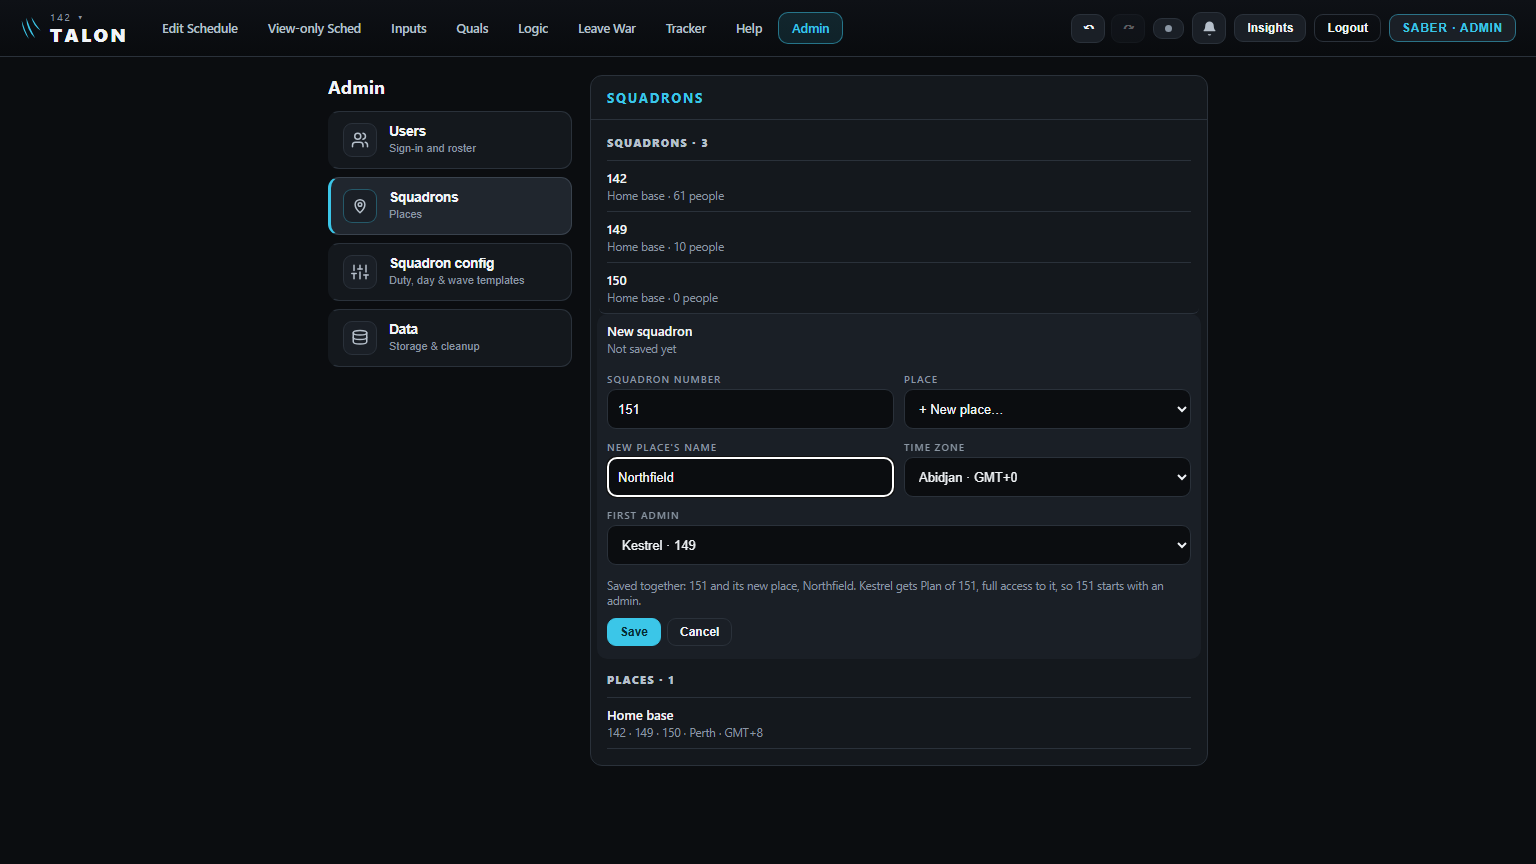 142 ▾
TALON
Edit Schedule
View-only Sched
Inputs
Quals
Logic
Leave War
Tracker
Help
Admin
Insights
Logout
SABER · ADMIN
Admin
Users
Sign-in and roster
Squadrons
Places
Squadron config
Duty, day & wave templates
Data
Storage & cleanup
SQUADRONS
SQUADRONS · 3
142
Home base · 61 people
149
Home base · 10 people
150
Home base · 0 people
New squadron
Not saved yet
SQUADRON NUMBER
PLACE
151
+ New place...
NEW PLACE'S NAME
TIME ZONE
Northfield
Abidjan · GMT+0
FIRST ADMIN
Kestrel · 149
Saved together: 151 and its new place, Northfield. Kestrel gets Plan of 151, full access to it, so 151 starts with an
admin.
Save
Cancel
PLACES · 1
Home base
142 · 149 · 150 · Perth · GMT+8